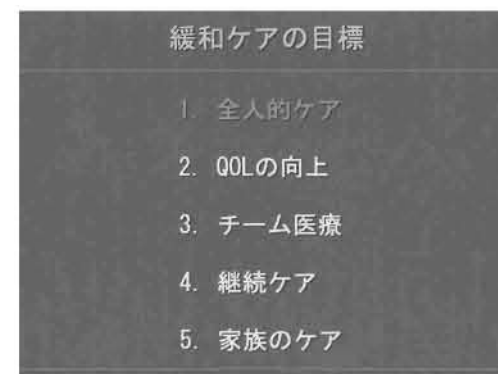 緩和ケアの目標
1. 全人的ケア
2. QOLの向上
3. チーム医療
4. 継続ケア
5. 家族のケア